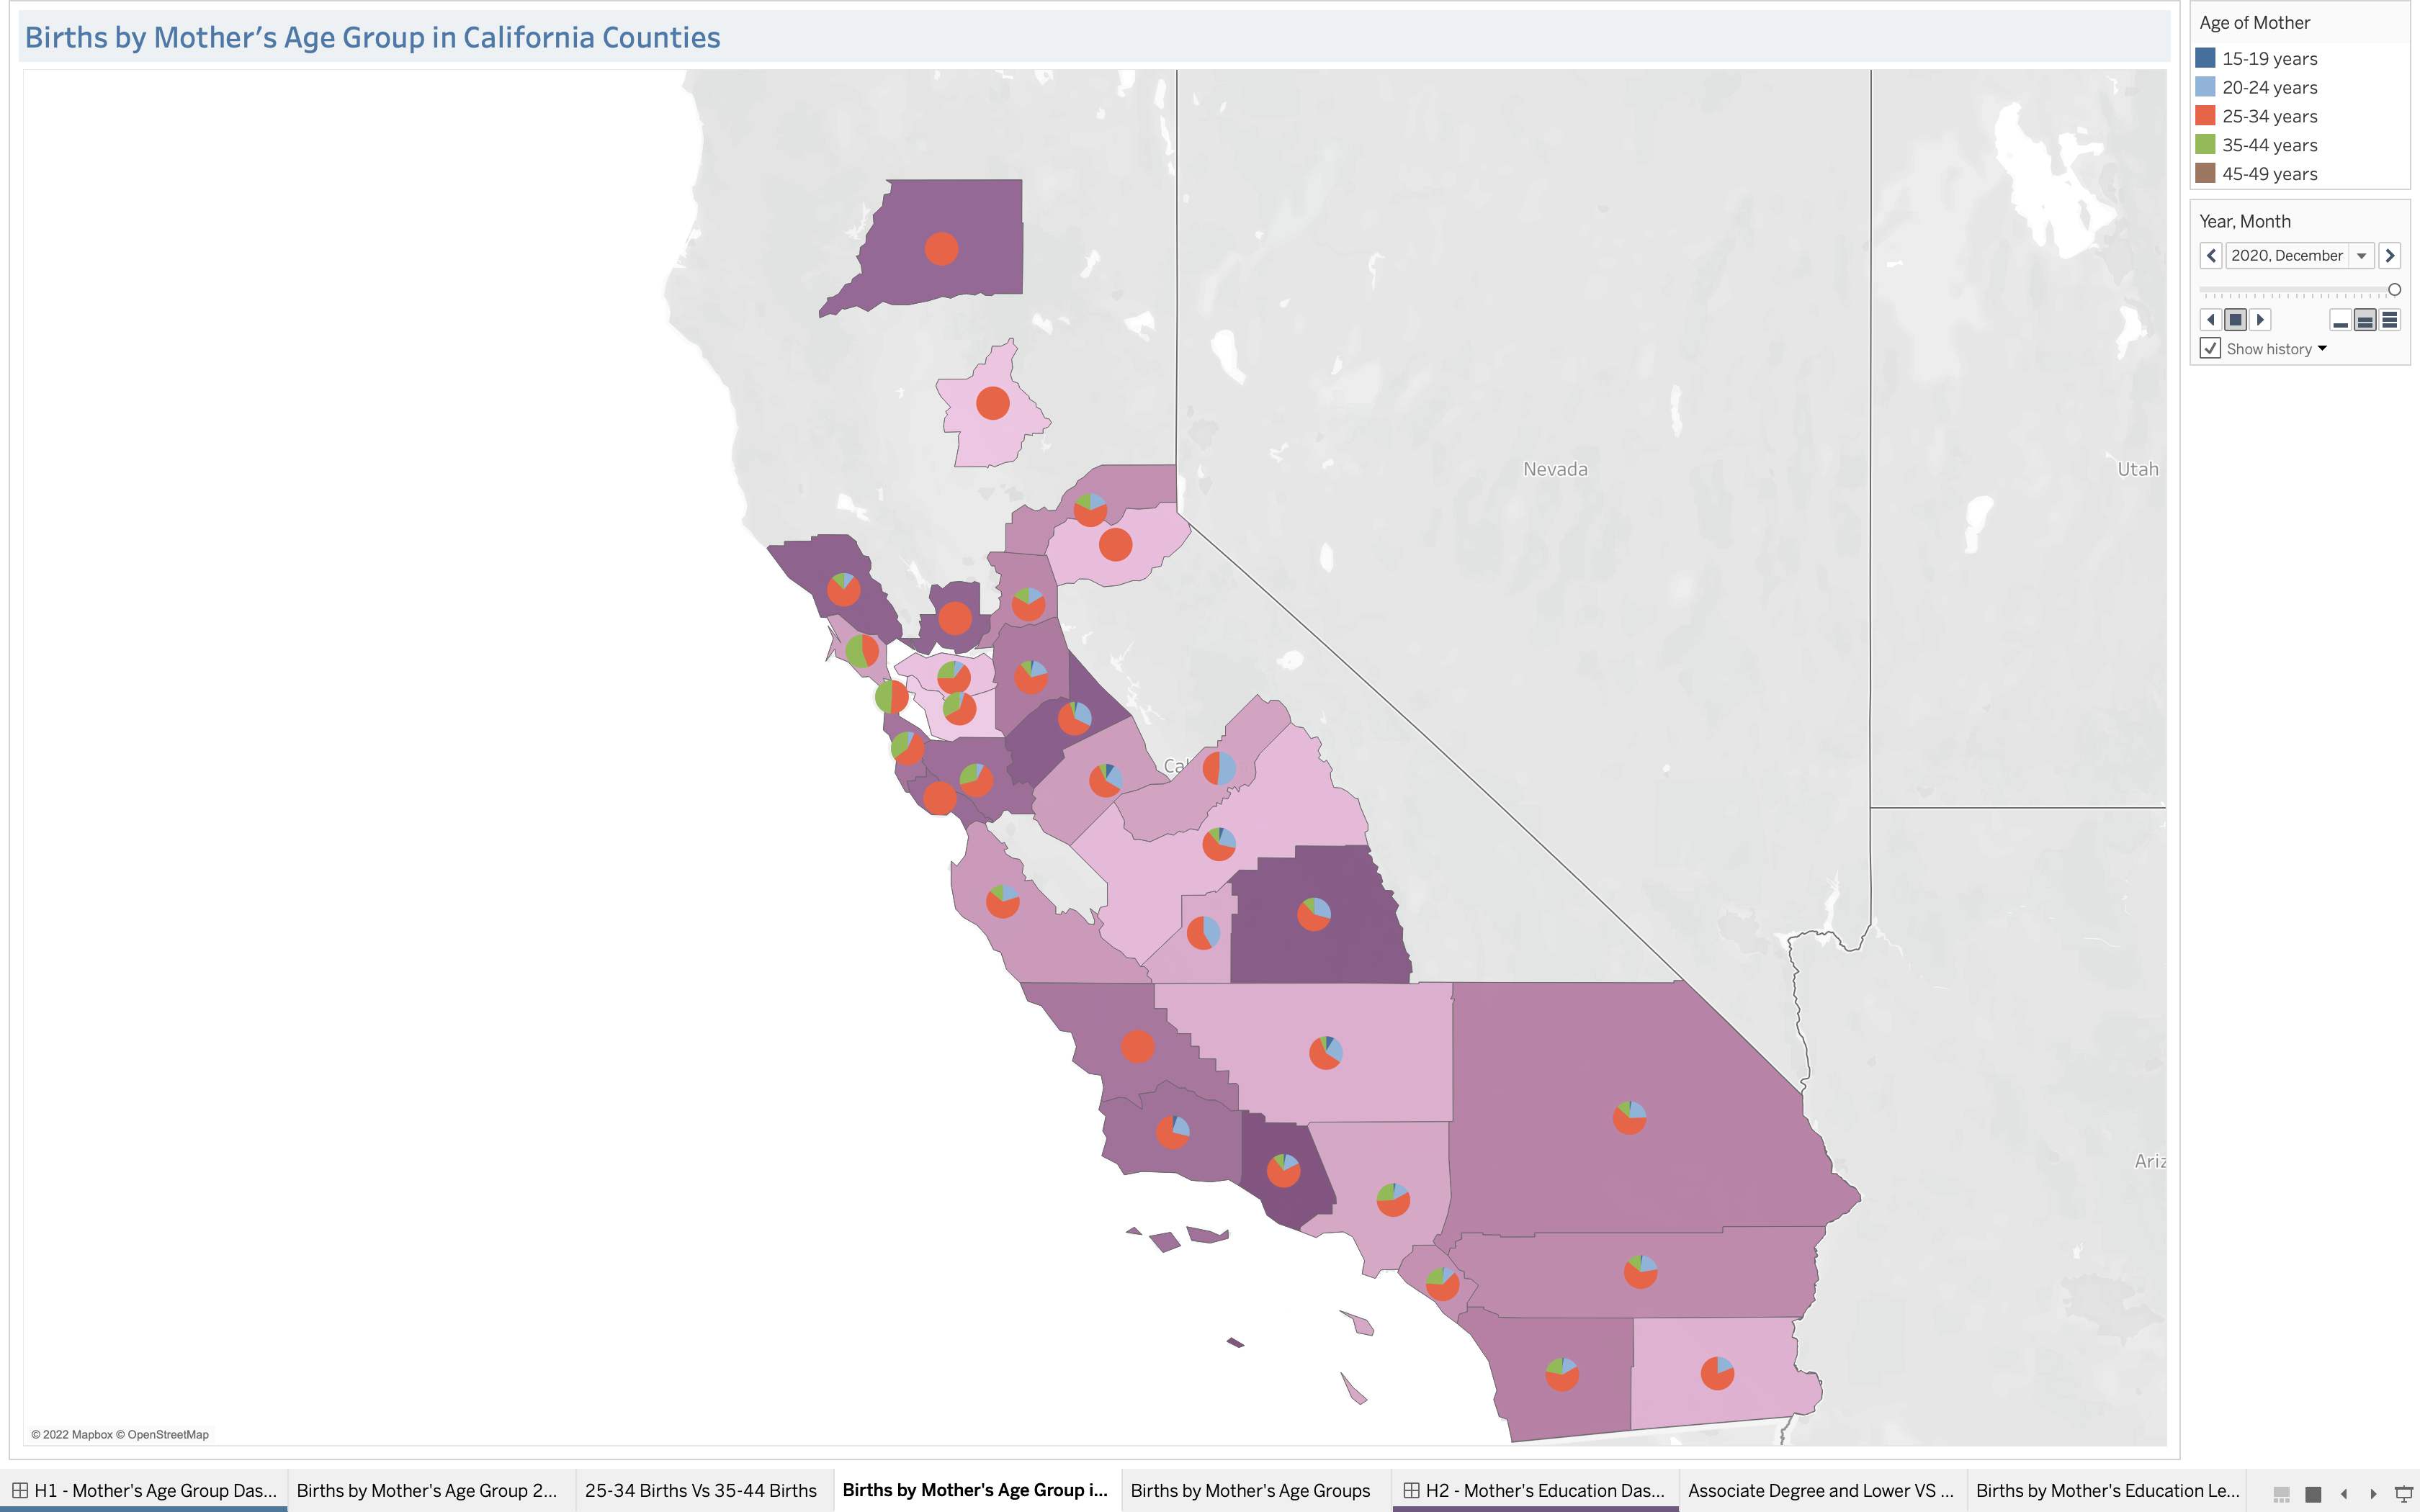 Births by Mother's Age Group in California Counties
Age of Mother
15-19 years
20-24 years
25-34 years
35-44 years
45-49 years
Year, Month
2020, December
Show history
Nevada
Utah
Cal
Ariz
© 2022 Mapbox © OpenStreetMap
H1 - Mother's Age Group Das...
Births by Mother's Age Group 2...
25-34 Births Vs 35-44 Births
Births by Mother's Age Group i...
Births by Mother's Age Groups
H2 - Mother's Education Das...
Associate Degree and Lower VS ...
Births by Mother's Education Le...